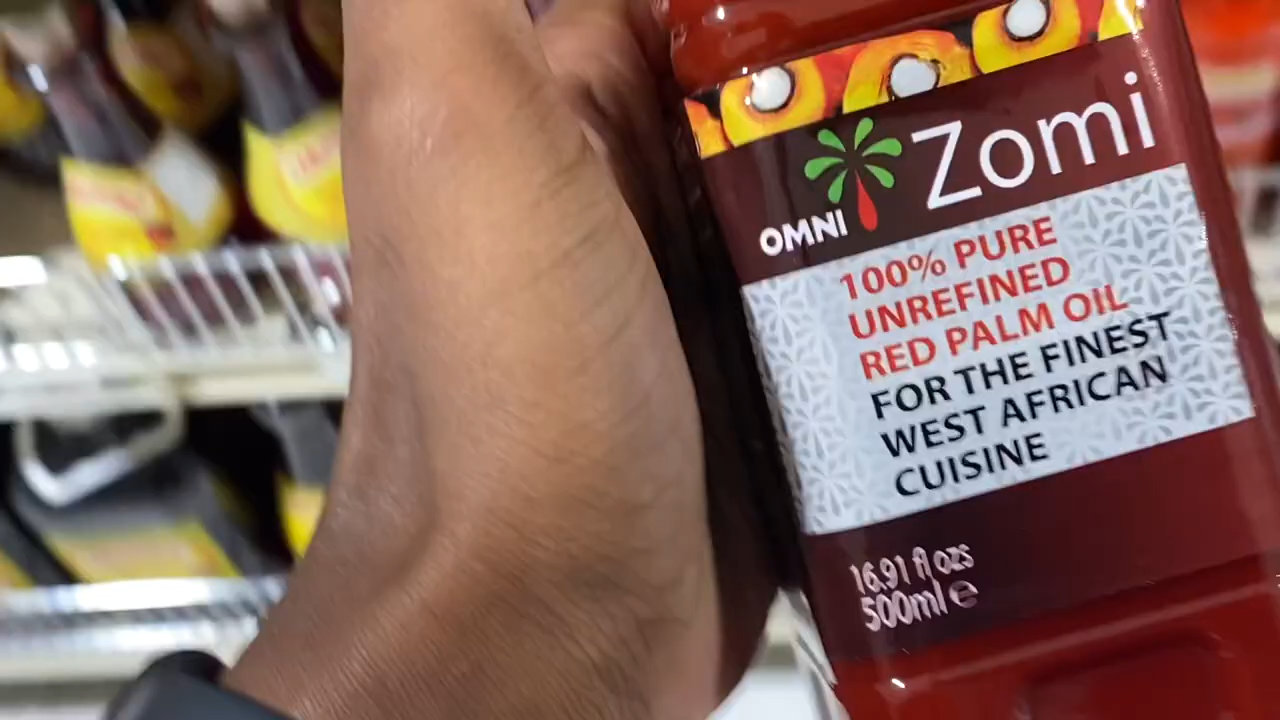 OMNI
Zomi
100% PURE
UNREFINED
RED PALM OIL
FOR THE FINEST
WEST AFRICAN
CUISINE
16.91 fl ozs
500ml e